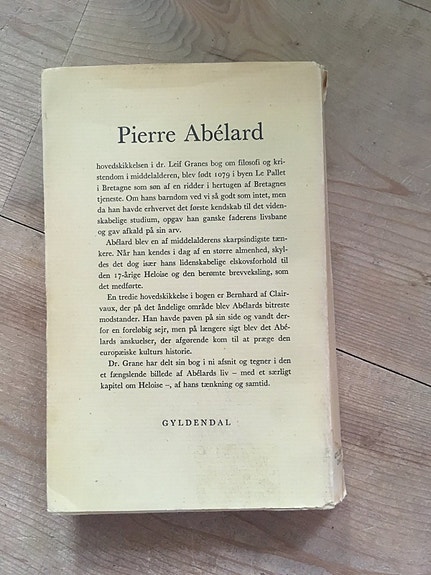 Pierre Abélard
hovedskikkelsen i dr. Leif Granes bog om filosofi og kri-
stendom i middelalderen, blev født 1079 i byen Le Pallet
i Bretagne som søn af en ridder i hertugen af Bretagnes
tjeneste. Om hans barndom ved vi så godt som intet, men
da han havde erhvervet det første kendskab til det viden-
skabelige studium, opgav han ganske faderens livsbane
og gav afkald på sin arv.
Abélard blev en af middelalderens skarpsindigste tæn-
kere. Når han kendes i dag af en større almenhed, skyl-
des det dog især hans lidenskabelige elskovsforhold til
den 17-årige Heloise og den berømte brevveksling, som
det medførte.
En tredie hovedskikkelse i bogen er Bernhard af Clair-
vaux, der på det åndelige område blev Abélards bitreste
modstander. Han havde paven på sin side og vandt der-
for en foreløbig sejr, men på længere sigt blev det Abé-
lards anskuelser, der afgørende kom til at præge den
europæiske kulturs historie.
Dr. Grane har delt sin bog i ni afsnit og tegner i den
et fængslende billede af Abélards liv – med et særligt
kapitel om Heloise –, af hans tænkning og samtid.
GYLDENDAL